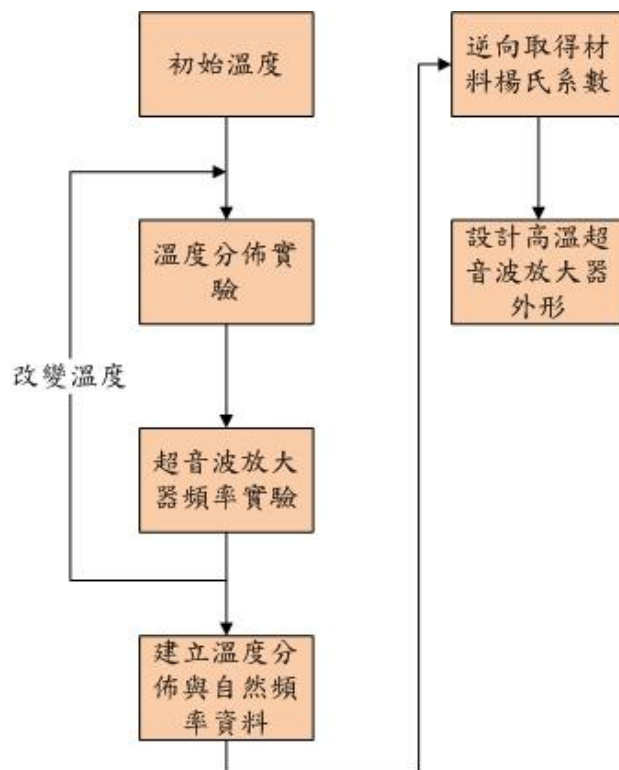 初始溫度
溫度分佈實
驗
改變溫度
超音波放大
器頻率實驗
建立溫度分
佈與自然頻
率資料
逆向取得材
料楊氏系數
設計高溫超
音波放大器
外形